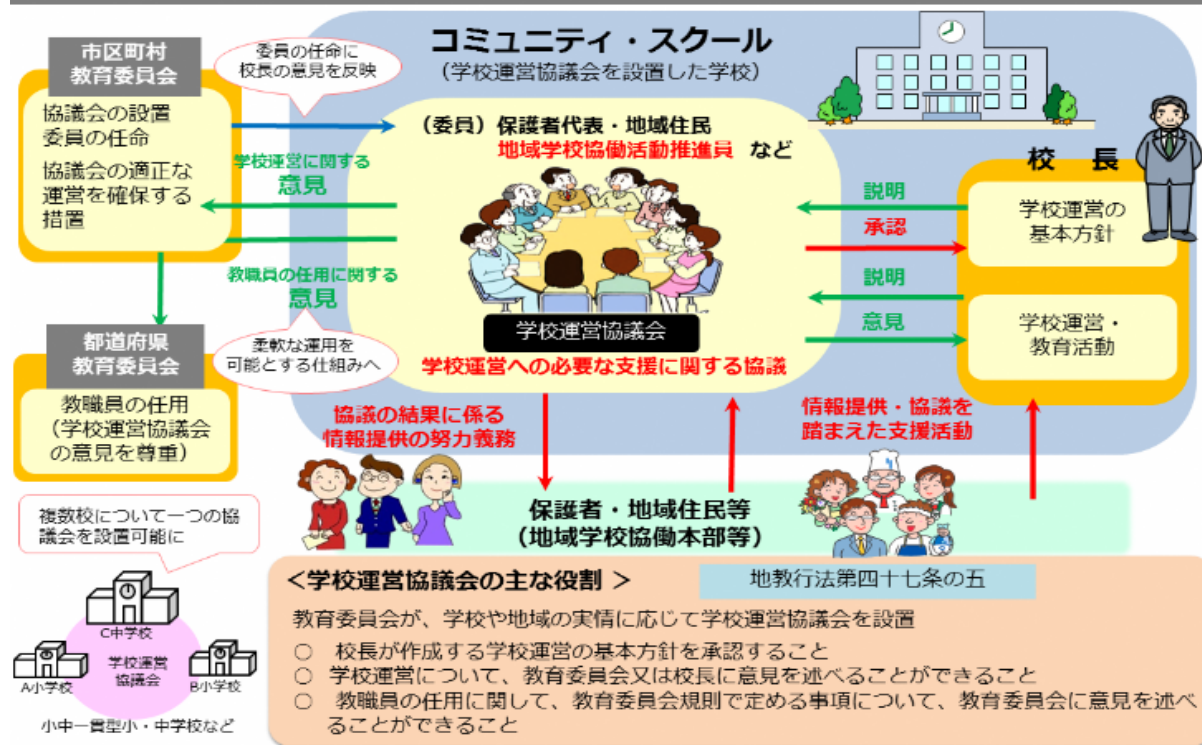 コミュニティ・スクール
（学校運営協議会を設置した学校）
市区町村
教育委員会
協議会の設置
委員の任命
協議会の適正な
運営を確保する
措置
委員の任命に
校長の意見を反映
（委員）保護者代表・地域住民
地域学校協働活動推進員 など
学校運営に関する
意見
教職員の任用に関する
意見
柔軟な運用を
可能とする仕組みへ
学校運営協議会
学校運営への必要な支援に関する協議
校 長
学校運営の
基本方針
説明
承認
説明
意見
学校運営・
教育活動
都道府県
教育委員会
教職員の任用
（学校運営協議会
の意見を尊重）
協議の結果に係る
情報提供の努力義務
情報提供・協議を
踏まえた支援活動
保護者・地域住民等
（地域学校協働本部等）
複数校について一つの協
議会を設置可能に
C中学校
学校運営
協議会
A小学校
B小学校
小中一貫型小・中学校など
＜学校運営協議会の主な役割 ＞
地教行法第四十七条の五
教育委員会が、学校や地域の実情に応じて学校運営協議会を設置
○ 校長が作成する学校運営の基本方針を承認すること
○ 学校運営について、教育委員会又は校長に意見を述べることができること
○ 教職員の任用に関して、教育委員会規則で定める事項について、教育委員会に意見を述べ
ることができること